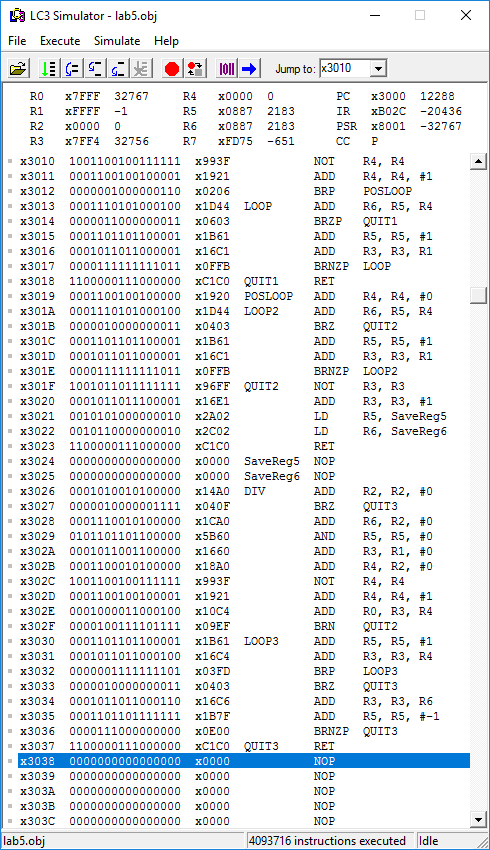 LC3 Simulator - lab5.obj
File Execute Simulate Help
Jump to: x3010
R0 x7FFF 32767 R4 x0000 0 PC x3000 12288
R1 xFFFF -1 R5 x0887 2183 IR xB02C -20436
R2 x0000 0 R6 x0887 2183 PSR x8001 -32767
R3 x7FF4 32756 R7 xFD75 -651 CC P
x3010 1001100100111111 x993F NOT R4, R4
x3011 0001100100100001 x1921 ADD R4, R4, #1
x3012 0000001000000110 x0206 BRP POSLOOP
x3013 0001110101000100 x1D44 LOOP ADD R6, R5, R4
x3014 0000011000000011 x0603 BRZP QUIT1
x3015 0001101101100001 x1B61 ADD R5, R5, #1
x3016 0001011011000001 x16C1 ADD R3, R3, R1
x3017 0000111111111011 x0FFB BRNZP LOOP
x3018 1100000111000000 xC1C0 QUIT1 RET
x3019 0001100100100000 x1920 POSLOOP ADD R4, R4, #0
x301A 0001110101000100 x1D44 LOOP2 ADD R6, R5, R4
x301B 0000010000000011 x0403 BRZ QUIT2
x301C 0001101101100001 x1B61 ADD R5, R5, #1
x301D 0001011011000001 x16C1 ADD R3, R3, R1
x301E 0000111111111011 x0FFB BRNZP LOOP2
x301F 1001011011111111 x96FF QUIT2 NOT R3, R3
x3020 0001011011100001 x16E1 ADD R3, R3, #1
x3021 0010101000000010 x2A02 LD R5, SaveReg5
x3022 0010110000000010 x2C02 LD R6, SaveReg6
x3023 1100000111000000 xC1C0 RET
x3024 0000000000000000 x0000 SaveReg5 NOP
x3025 0000000000000000 x0000 SaveReg6 NOP
x3026 0001010010100000 x14A0 DIV ADD R2, R2, #0
x3027 0000010000001111 x040F BRZ QUIT3
x3028 0001110010100000 x1CA0 ADD R6, R2, #0
x3029 0101101101100000 x5B60 AND R5, R5, #0
x302A 0001011001100000 x1660 ADD R3, R1, #0
x302B 0001100010100000 x18A0 ADD R4, R2, #0
x302C 1001100100111111 x993F NOT R4, R4
x302D 0001100100100001 x1921 ADD R4, R4, #1
x302E 0001000011000100 x10C4 ADD R0, R3, R4
x302F 0000100111101111 x09EF BRN QUIT2
x3030 0001101101100001 x1B61 LOOP3 ADD R5, R5, #1
x3031 0001011011000100 x16C4 ADD R3, R3, R4
x3032 0000001111111101 x03FD BRP LOOP3
x3033 0000010000000011 x0403 BRZ QUIT3
x3034 0001011011000110 x16C6 ADD R3, R3, R6
x3035 0001101101111111 x1B7F ADD R5, R5, #-1
x3036 0000111000000000 x0E00 BRNZP QUIT3
x3037 1100000111000000 xC1C0 QUIT3 RET
x3038 0000000000000000 x0000 NOP
x3039 0000000000000000 x0000 NOP
x303A 0000000000000000 x0000 NOP
x303B 0000000000000000 x0000 NOP
x303C 0000000000000000 x0000 NOP
lab5.obj 4093716 instructions executed Idle